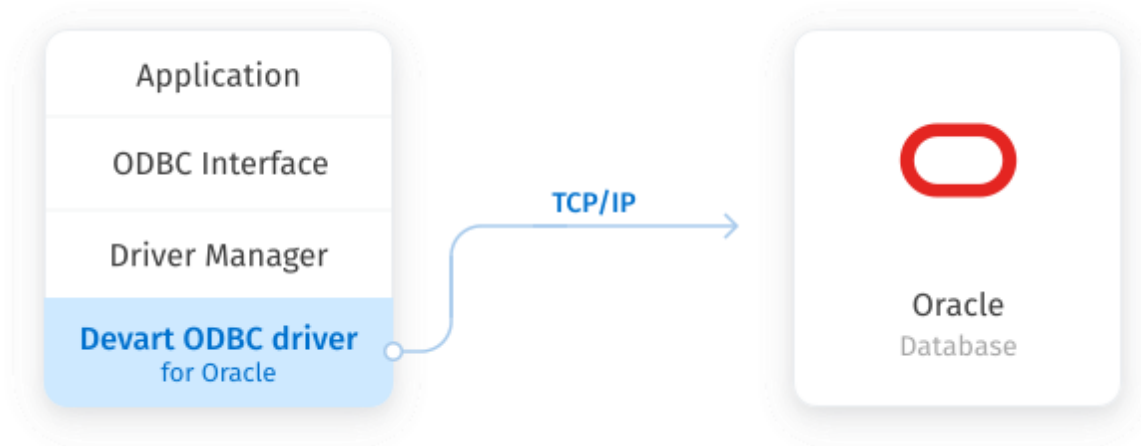 Application
ODBC Interface
Driver Manager
Devart ODBC driver
for Oracle
TCP/IP
Oracle
Database